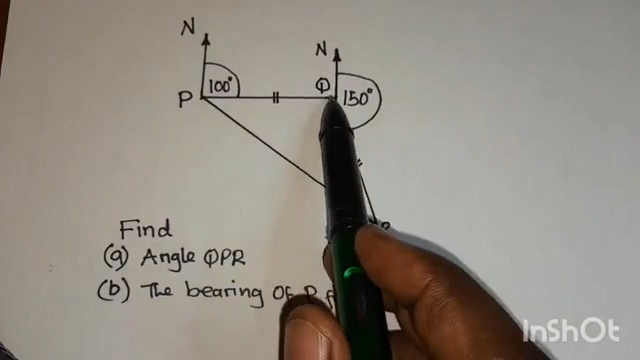 N
N
100°
Q
150°
P
R
Find
(a) Angle QPR
(b) The bearing of P
InShOt